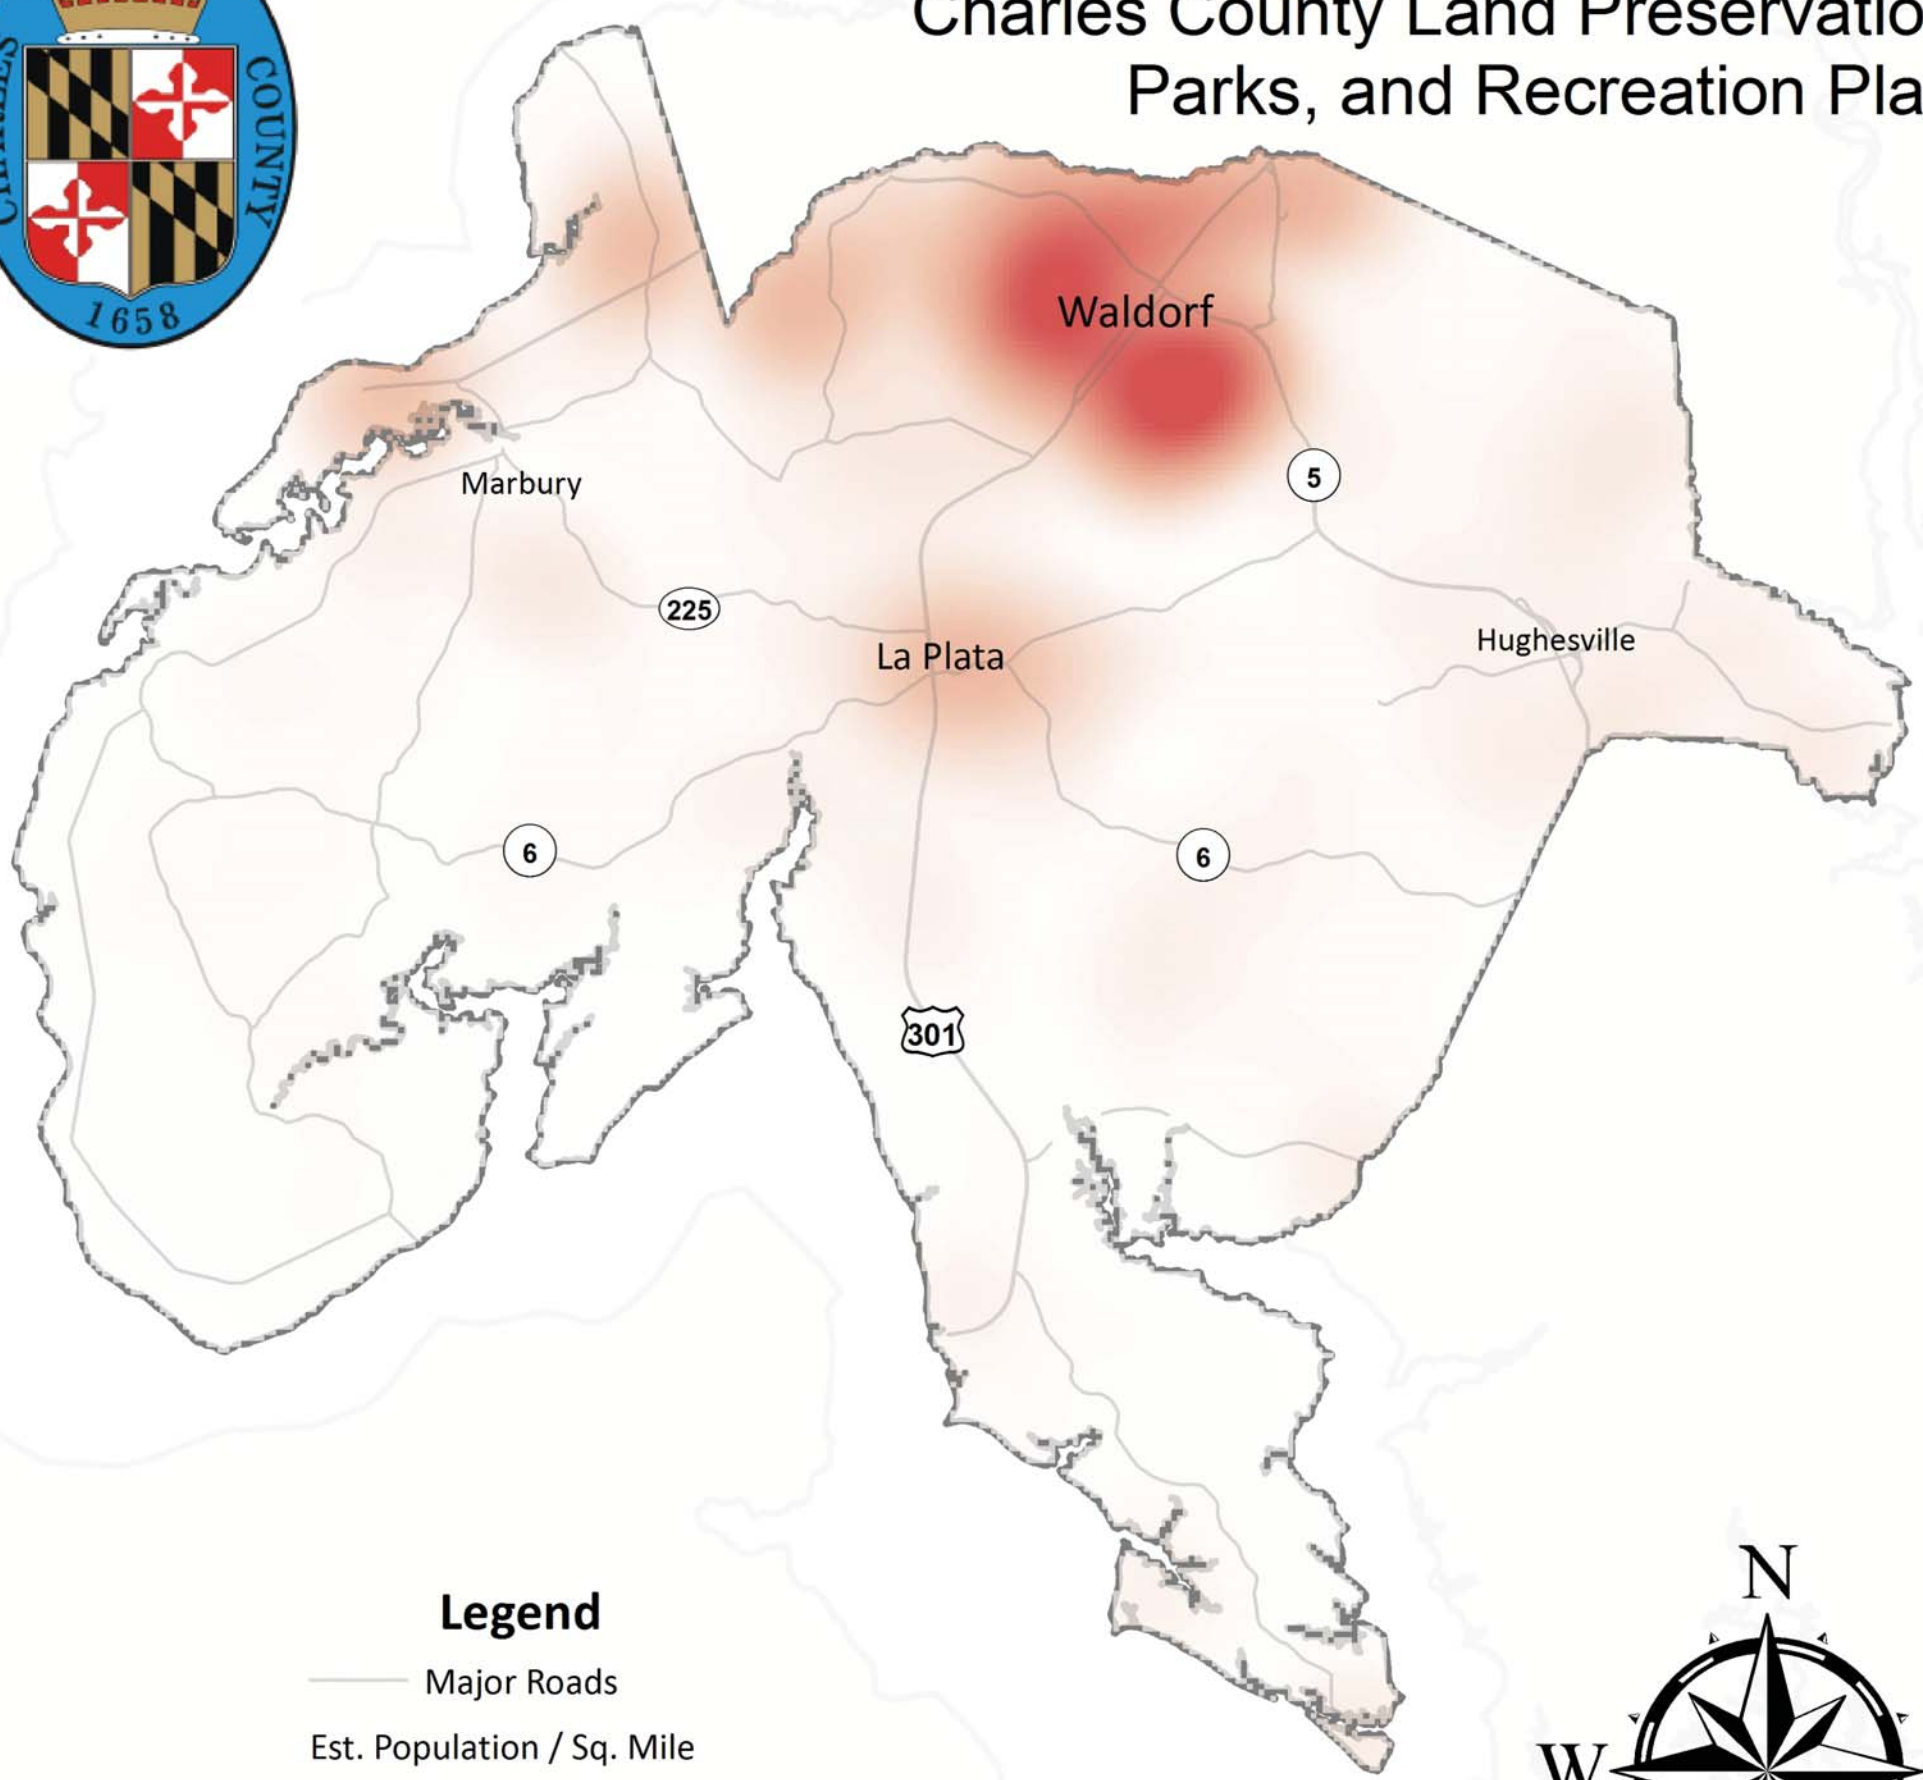 Charles County Land Preservatio
Parks, and Recreation Pla
COUNTY
1658
Waldorf
Marbury
5
225
La Plata
Hughesville
6
6
301
Legend
Major Roads
Est. Population / Sq. Mile
N
W